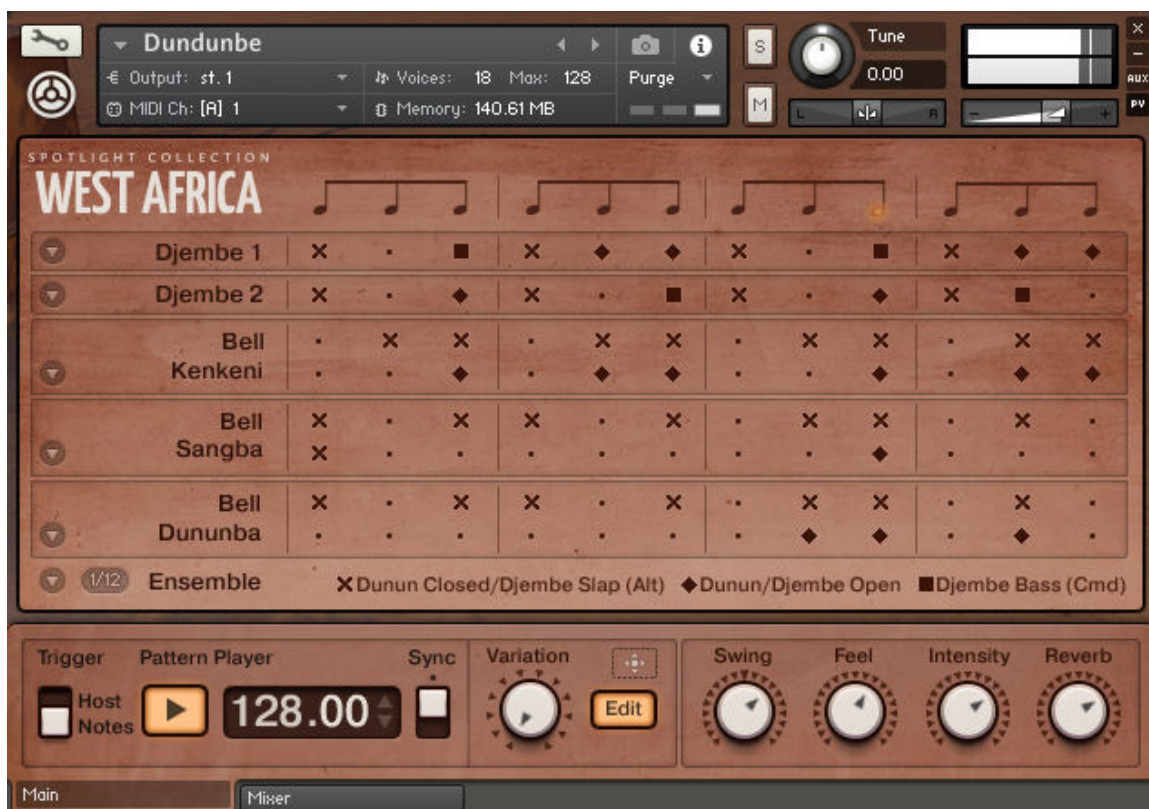 Dundunbe
Output: st. 1
Voices: 18 Max: 128
Purge
MIDI Ch: [A] 1
Memory: 140.61 MB
S
M
Tune
0.00
L R
- +
×
-
AUX
PV
SPOTLIGHT COLLECTION
WEST AFRICA
Djembe 1
Djembe 2
Bell
Kenkeni
Bell
Sangba
Bell
Dununba
1/12 Ensemble
Dunun Closed/Djembe Slap (Alt) Dunun/Djembe Open Djembe Bass (Cmd)
Trigger
Host
Notes
Pattern Player
128.00
Sync
Variation
Edit
Swing
Feel
Intensity
Reverb
Main
Mixer